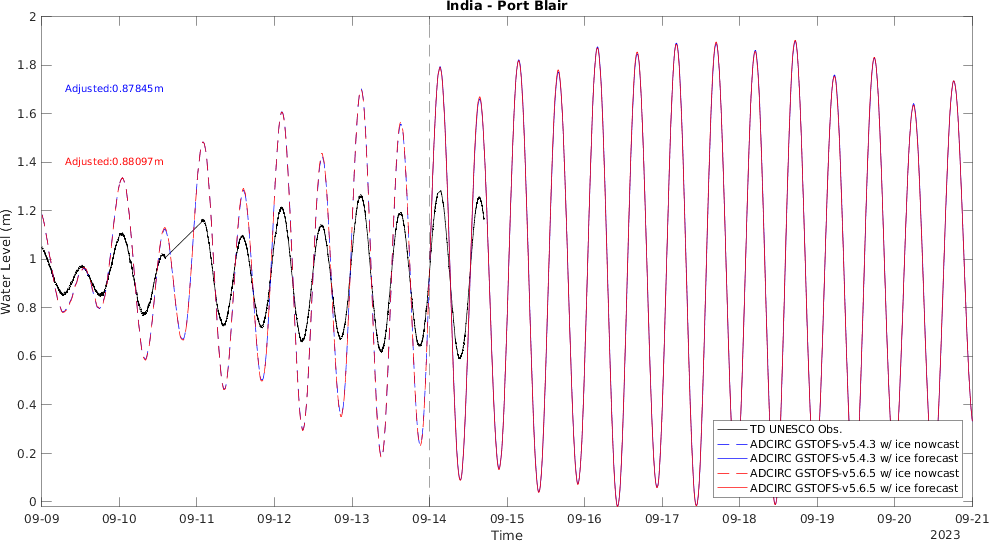 India - Port Blair
2
1.8
1.6
1.4
1.2
1
0.8
0.6
0.4
0.2
0
Water Level (m)
Adjusted:0.87845m
Adjusted:0.88097m
TD UNESCO Obs.
ADCIRC GSTOFS-v5.4.3 w/ ice nowcast
ADCIRC GSTOFS-v5.4.3 w/ ice forecast
ADCIRC GSTOFS-v5.6.5 w/ ice nowcast
ADCIRC GSTOFS-v5.6.5 w/ ice forecast
09-09 09-10 09-11 09-12 09-13 09-14 09-15 09-16 09-17 09-18 09-19 09-20 09-21
Time
2023